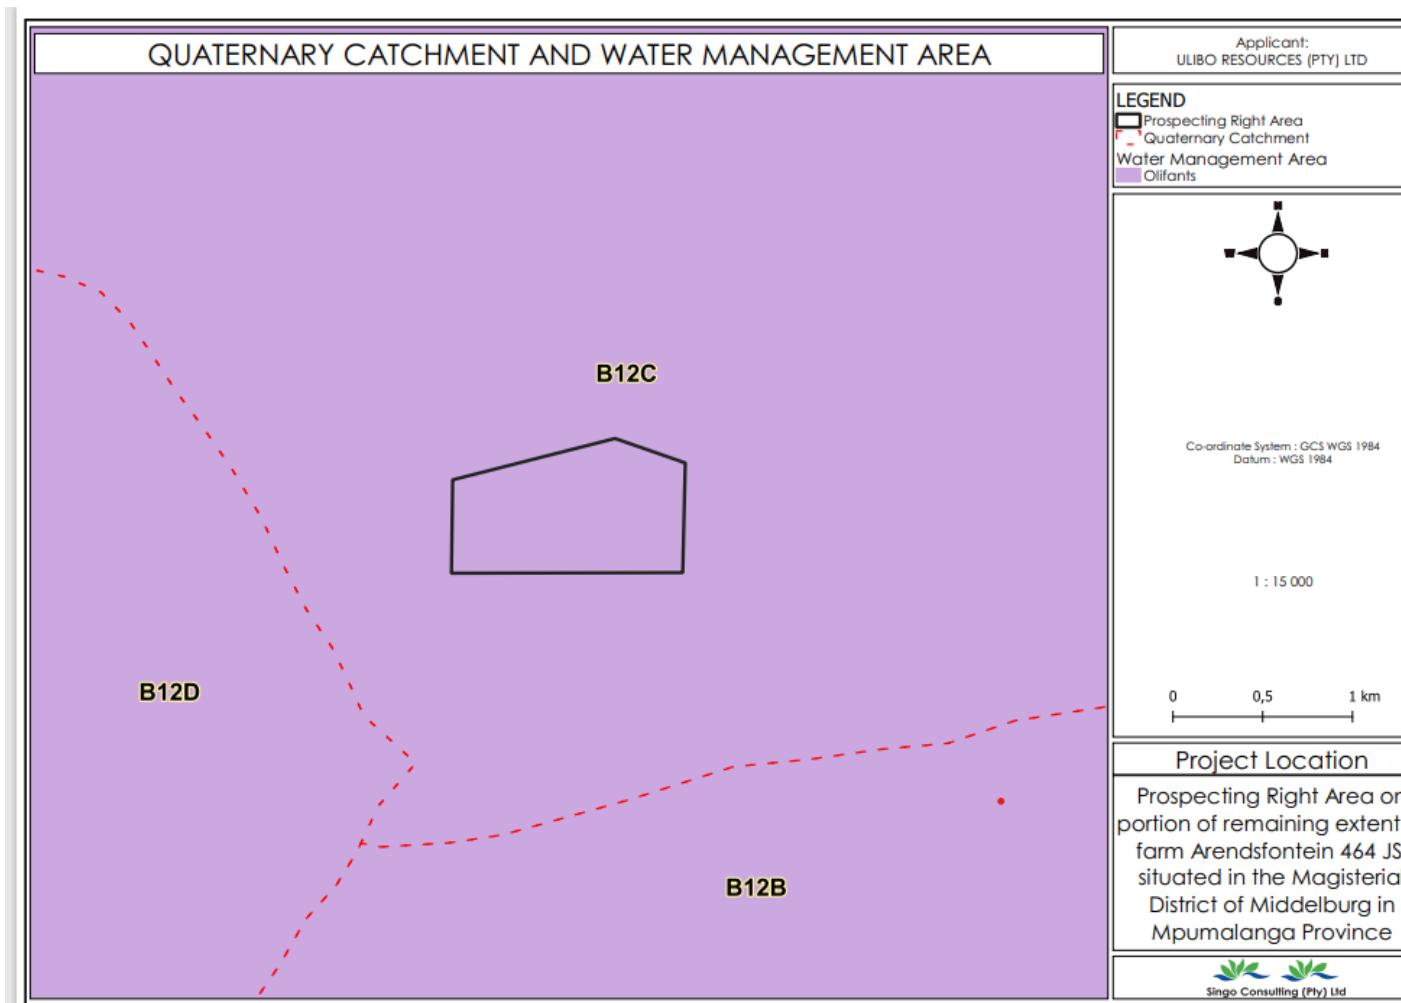 QUATERNARY CATCHMENT AND WATER MANAGEMENT AREA
B12C
B12D
B12B
Applicant:
ULIBO RESOURCES (PTY) LTD
LEGEND
Prospecting Right Area
Quaternary Catchment
Water Management Area
Olifants
Co-ordinate System : GCS WGS 1984
Datum : WGS 1984
1 : 15 000
0 0,5 1 km
Project Location
Prospecting Right Area on
portion of remaining extent
farm Arendsfontein 464 JS
situated in the Magisterial
District of Middelburg in
Mpumalanga Province
Singo Consulting (Pty) Ltd